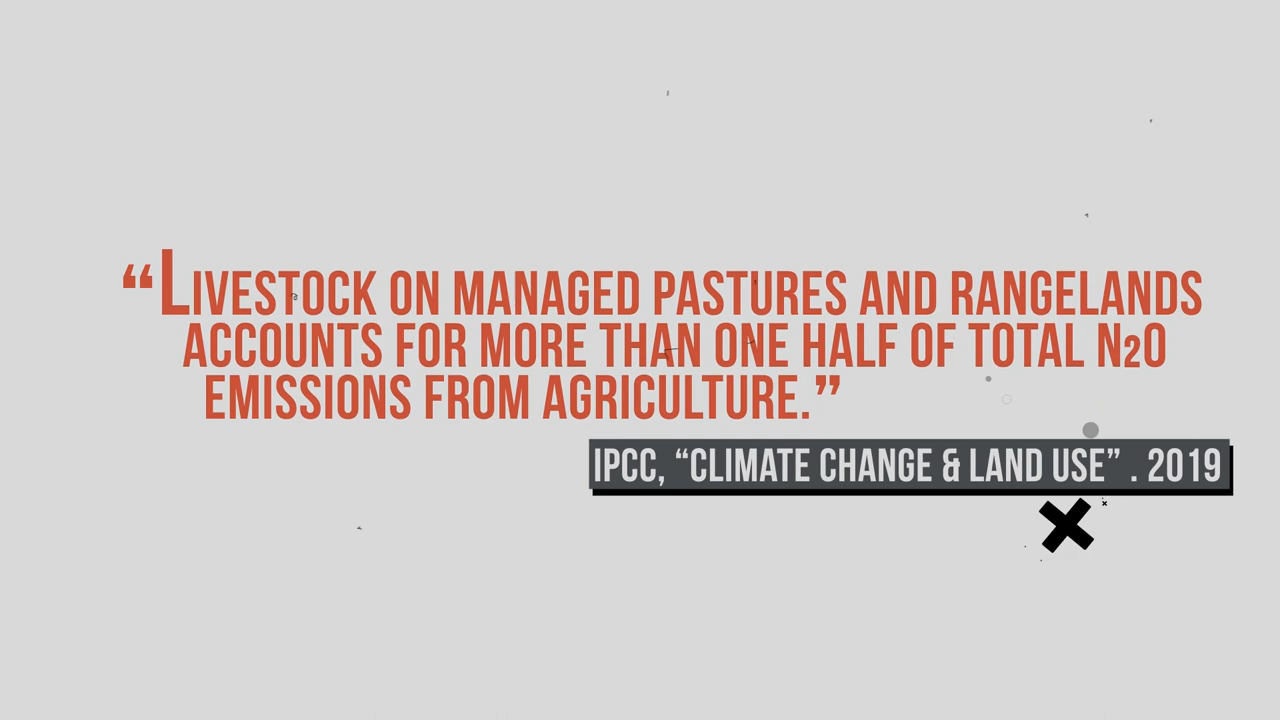 “LIVESTOCK ON MANAGED PASTURES AND RANGELANDS
ACCOUNTS FOR MORE THAN ONE HALF OF TOTAL N2O
EMISSIONS FROM AGRICULTURE.”
IPCC, “CLIMATE CHANGE & LAND USE” . 2019